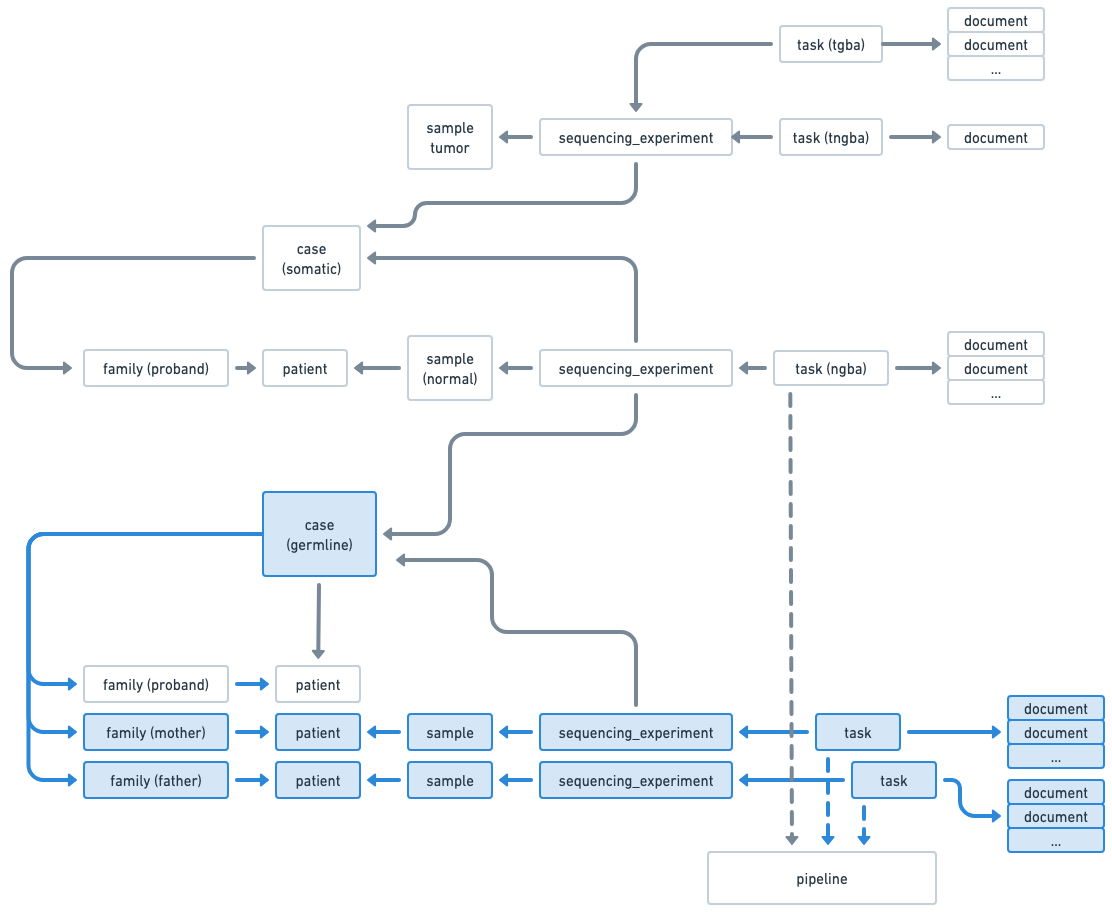 document
task (tgba)
document
...
sample
tumor
sequencing_experiment
task (tngba)
document
case
(somatic)
document
family (proband)
patient
sample
(normal)
sequencing_experiment
task (ngba)
document
...
case
(germline)
family (proband)
patient
document
family (mother)
patient
sample
sequencing_experiment
task
document
...
family (father)
patient
sample
sequencing_experiment
task
document
document
...
pipeline